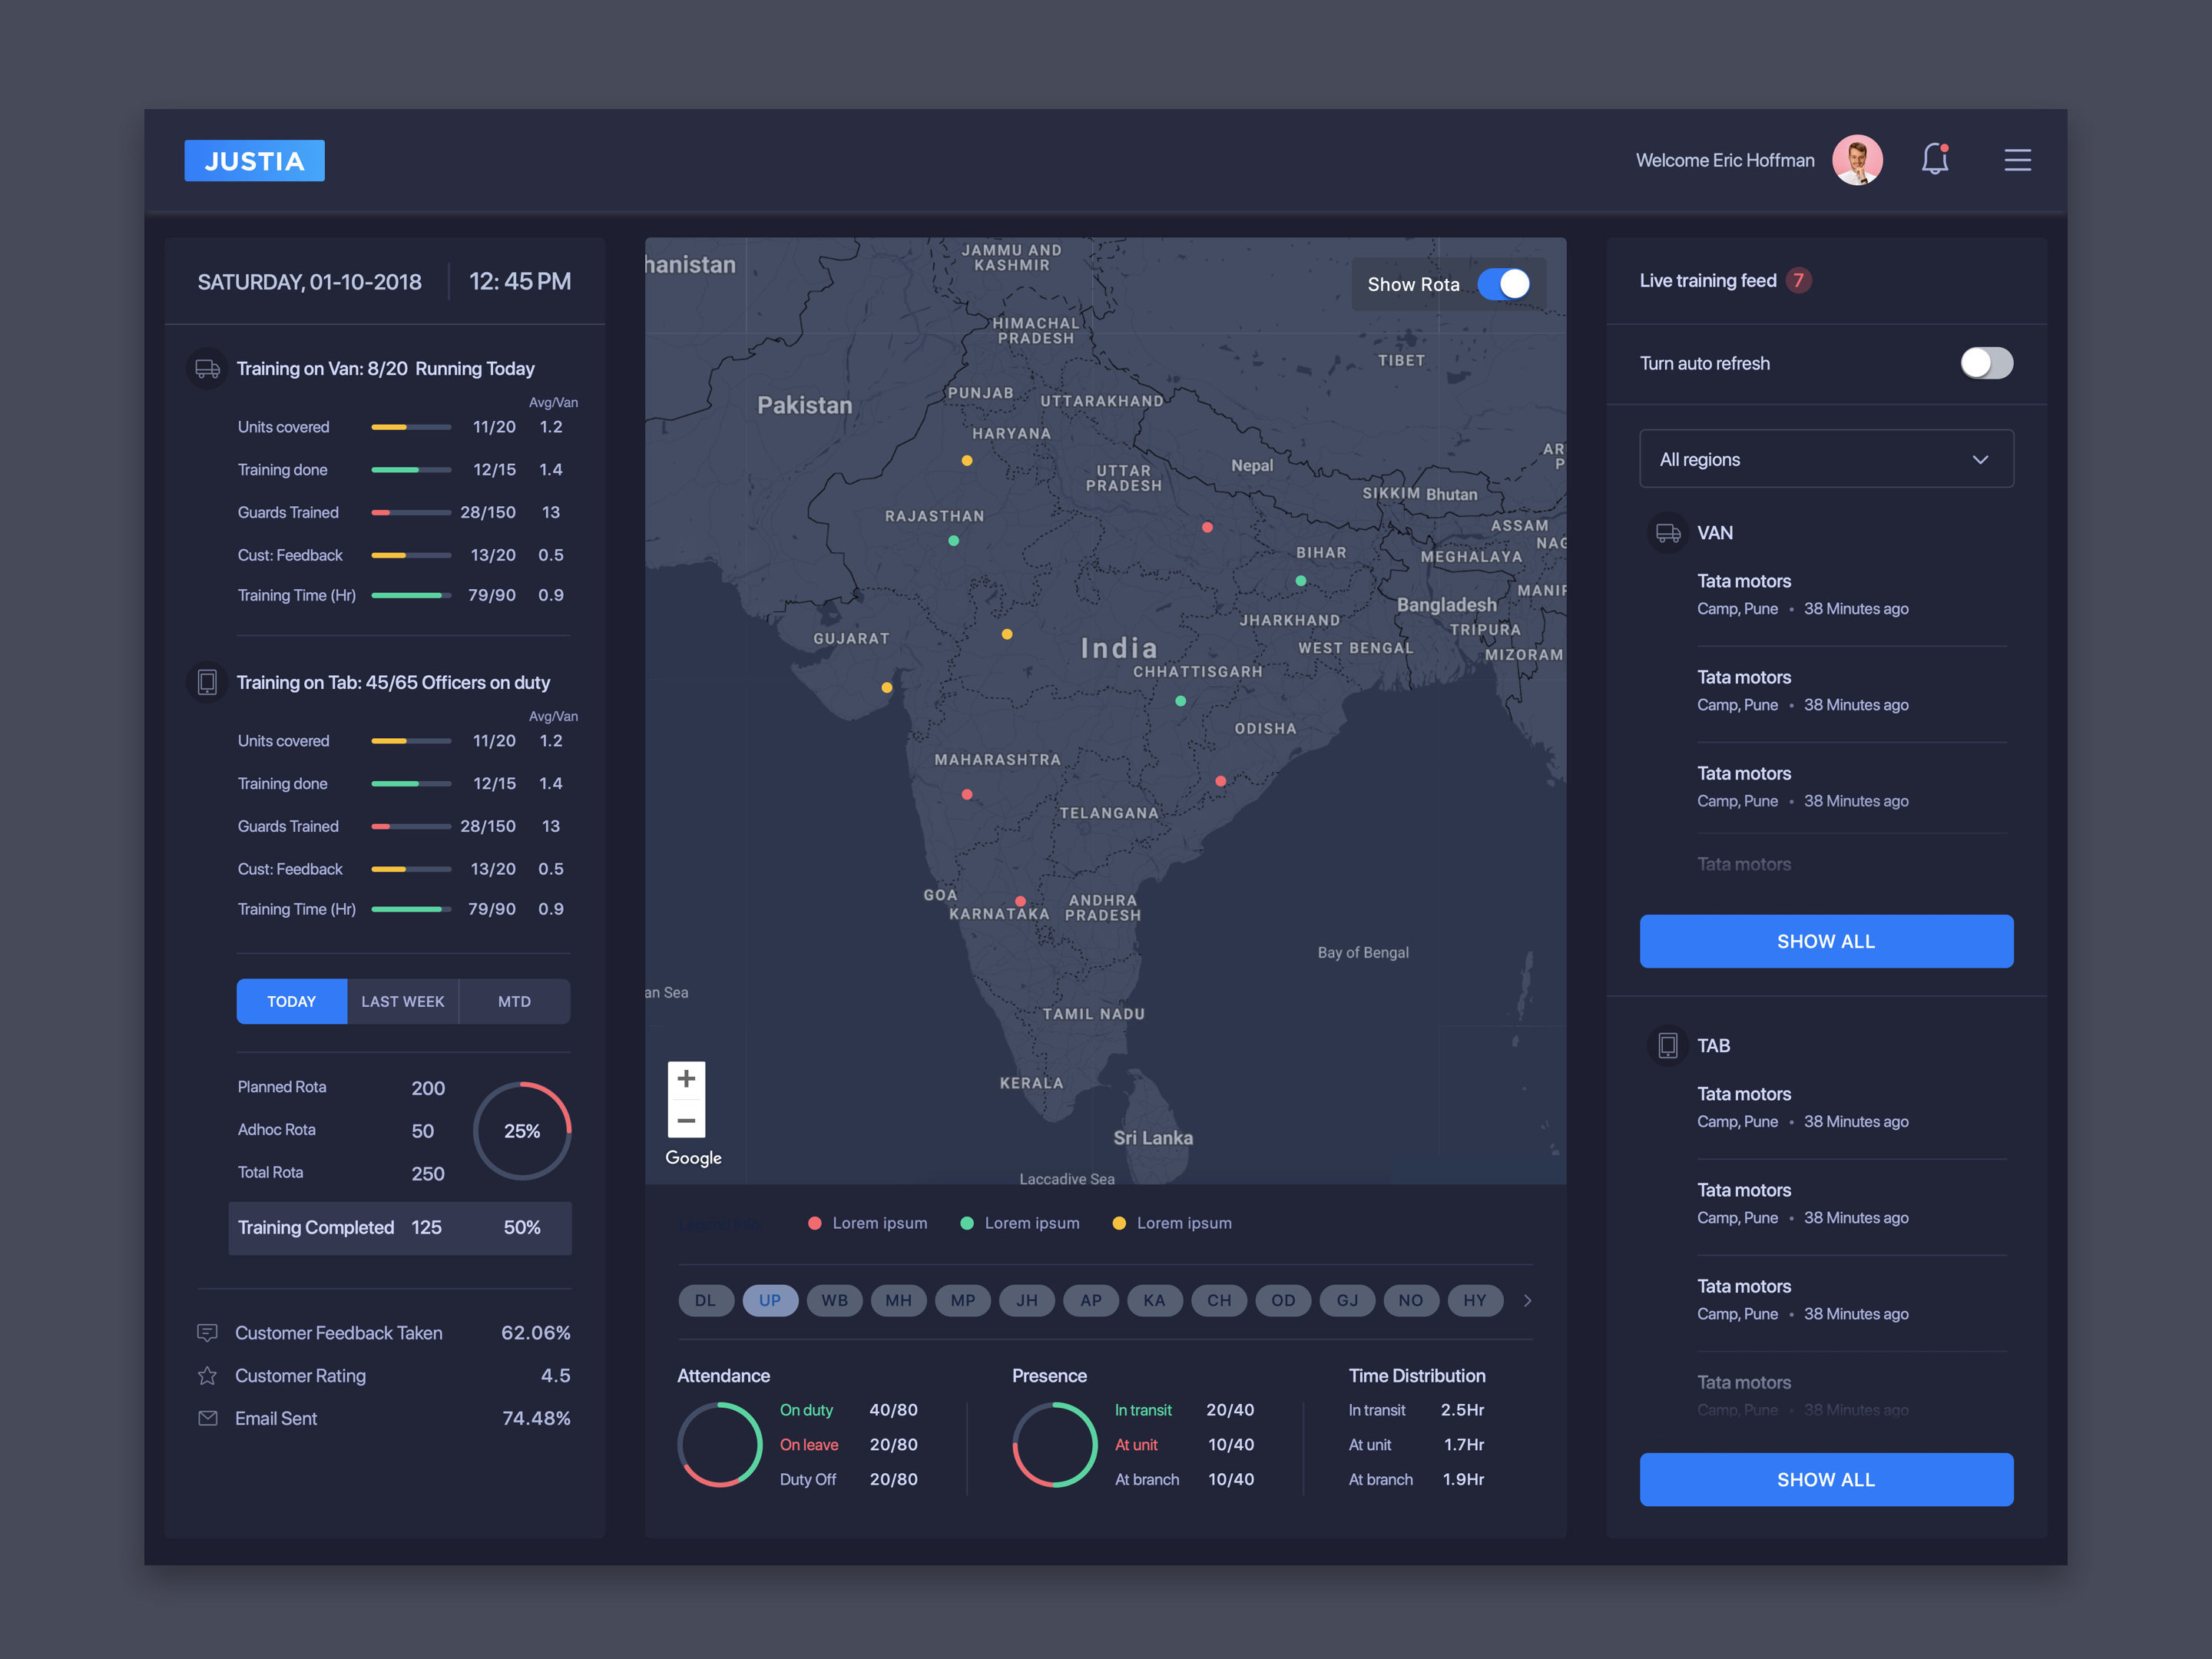 JUSTIA
Welcome Eric Hoffman
SATURDAY, 01-10-2018
12: 45 PM
Training on Van: 8/20 Running Today
Avg/Van
Units covered 11/20 1.2
Training done 12/15 1.4
Guards Trained 28/150 13
Cust: Feedback 13/20 0.5
Training Time (Hr) 79/90 0.9
Training on Tab: 45/65 Officers on duty
Avg/Van
Units covered 11/20 1.2
Training done 12/15 1.4
Guards Trained 28/150 13
Cust: Feedback 13/20 0.5
Training Time (Hr) 79/90 0.9
TODAY LAST WEEK MTD
Planned Rota 200
Adhoc Rota 50
25%
Total Rota 250
Training Completed 125 50%
Customer Feedback Taken 62.06%
Customer Rating 4.5
Email Sent 74.48%
hanistan
JAMMU AND
KASHMIR
Show Rota
HIMACHAL
PRADESH
TIBET
PUNJAB
UTTARAKHAND
Pakistan
HARYANA
AR
P
UTTAR
PRADESH
Nepal
SIKKIM
Bhutan
RAJASTHAN
ASSAM
NAG
BIHAR
MEGHALAYA
MANIP
Bangladesh
JHARKHAND
TRIPURA
GUJARAT
India
WEST BENGAL
MIZORAM
CHHATTISGARH
ODISHA
MAHARASHTRA
TELANGANA
GOA
KARNATAKA
ANDHRA
PRADESH
Bay of Bengal
an Sea
TAMIL NADU
KERALA
Sri Lanka
Google
Laccadive Sea
Lorem ipsum Lorem ipsum Lorem ipsum
DL UP WB MH MP JH AP KA CH OD GJ NO HY
Attendance
On duty 40/80
On leave 20/80
Duty Off 20/80
Presence
In transit 20/40
At unit 10/40
At branch 10/40
Time Distribution
In transit 2.5Hr
At unit 1.7Hr
At branch 1.9Hr
Live training feed 7
Turn auto refresh
All regions
VAN
Tata motors
Camp, Pune • 38 Minutes ago
Tata motors
Camp, Pune • 38 Minutes ago
Tata motors
Camp, Pune • 38 Minutes ago
Tata motors
SHOW ALL
TAB
Tata motors
Camp, Pune • 38 Minutes ago
Tata motors
Camp, Pune • 38 Minutes ago
Tata motors
Camp, Pune • 38 Minutes ago
Tata motors
Camp, Pune • 38 Minutes ago
SHOW ALL